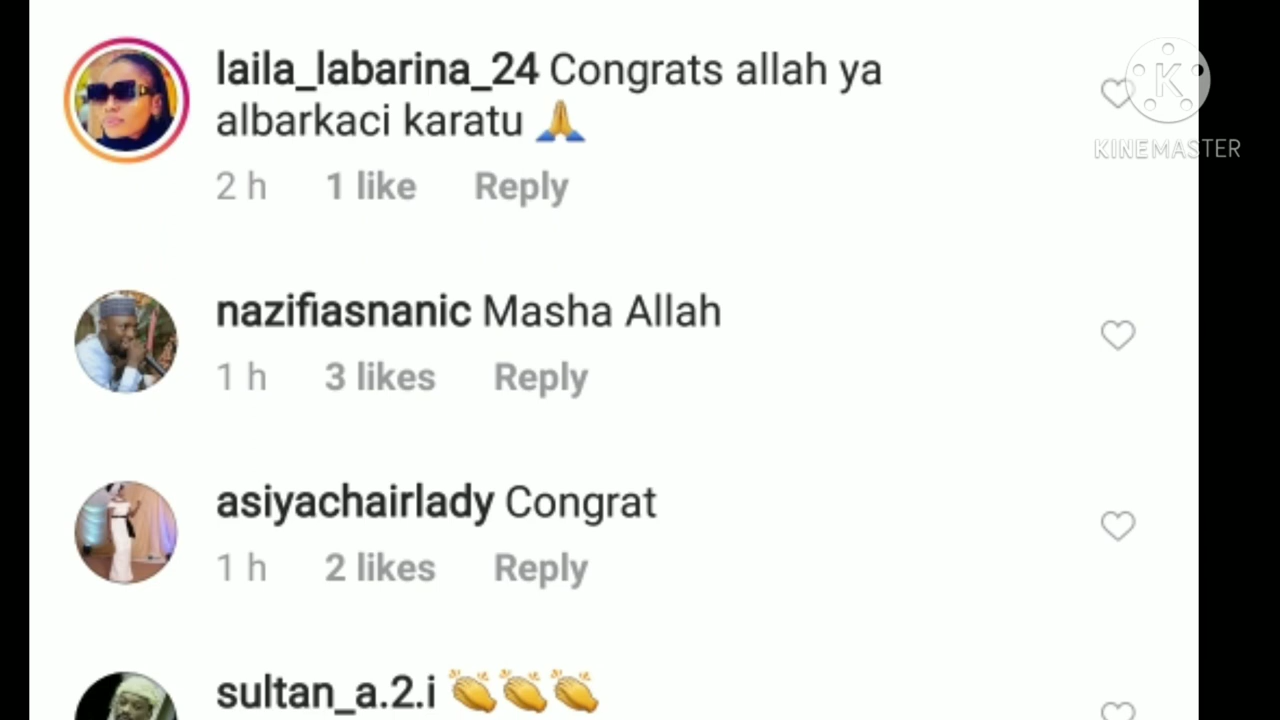 laila_labarina_24 Congrats allah ya
albarkaci karatu 🙏
2 h 1 like Reply
KINEMASTER
nazifiasnanic Masha Allah
1 h 3 likes Reply
asiyachairlady Congrat
1 h 2 likes Reply
sultan_a.2.i 👏👏👏